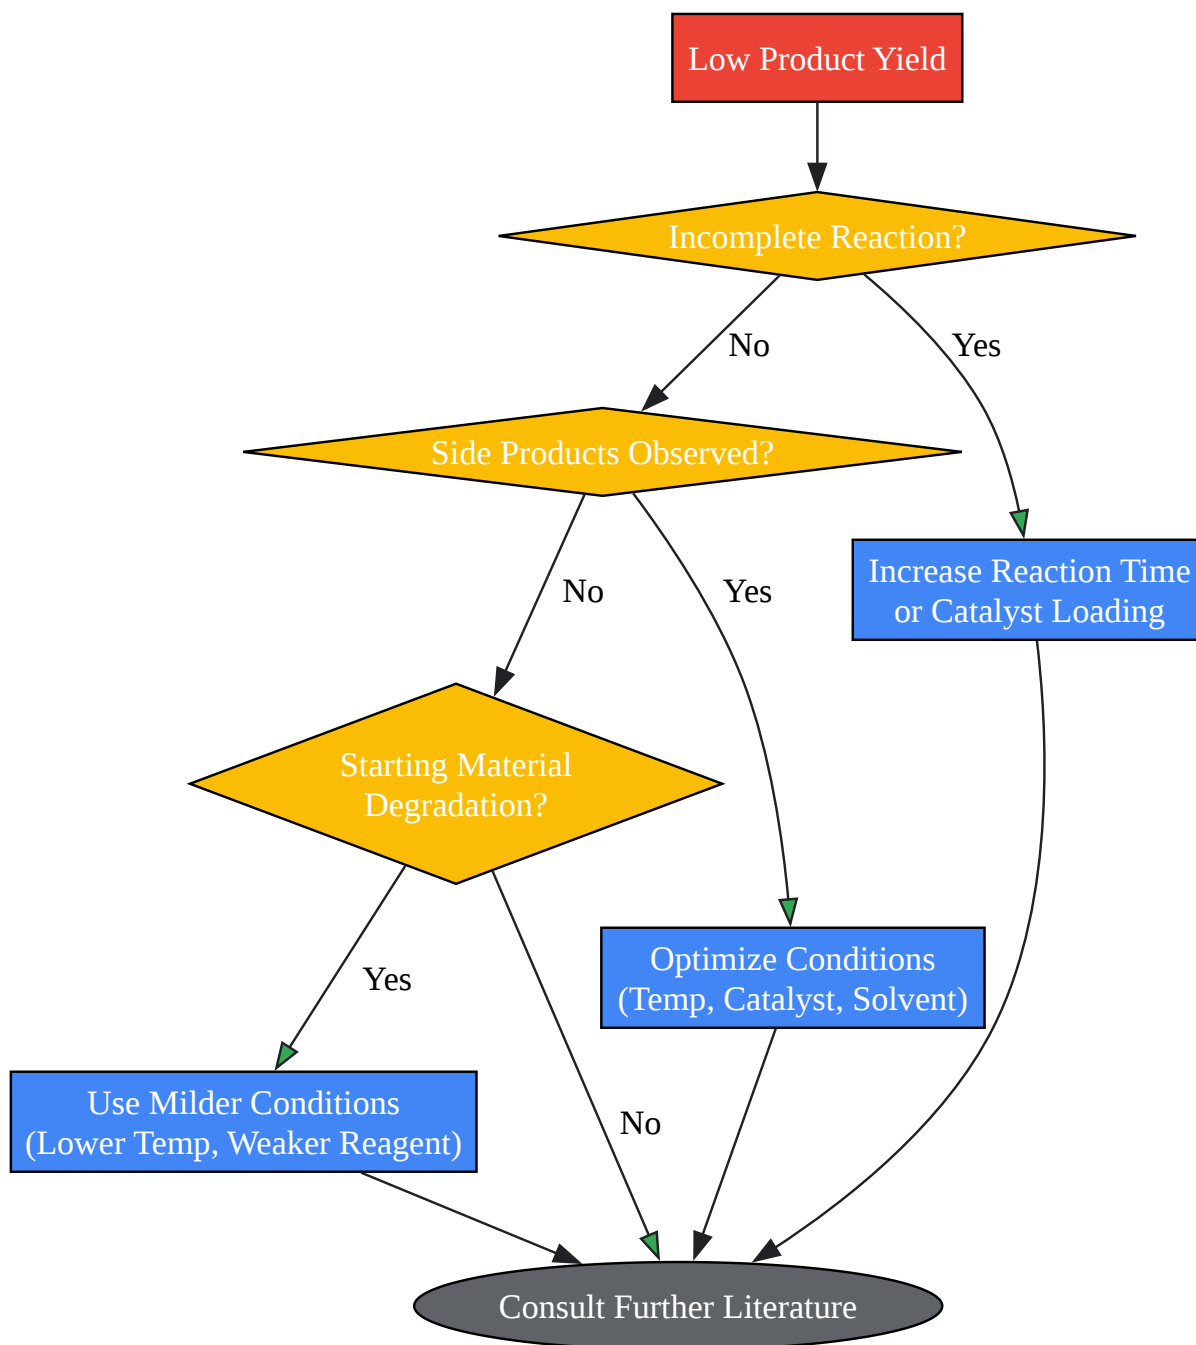 Low Product Yield
Incomplete Reaction?
No
Yes
Side Products Observed?
No
Yes
Increase Reaction Time
or Catalyst Loading
Starting Material
Degradation?
Yes
Optimize Conditions
(Temp, Catalyst, Solvent)
Use Milder Conditions
(Lower Temp, Weaker Reagent)
No
Consult Further Literature